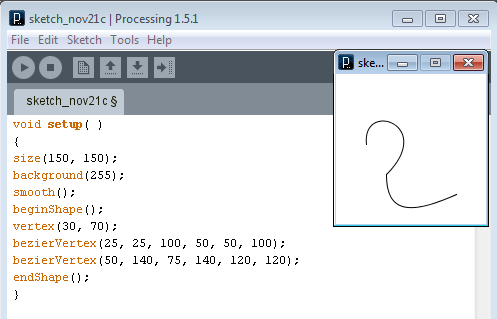 sketch_nov21c | Processing 1.5.1
File Edit Sketch Tools Help
ske...
sketch_nov21c §
void setup( )
{
size(150, 150);
background(255);
smooth();
beginShape();
vertex(30, 70);
bezierVertex(25, 25, 100, 50, 50, 100);
bezierVertex(50, 140, 75, 140, 120, 120);
endShape();
}